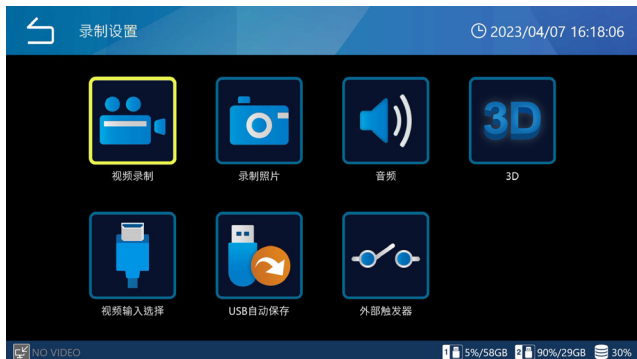 录制设置
2023/04/07 16:18:06
视频录制
录制照片
音频
3D
3D
视频输入选择
USB自动保存
外部触发器
NO VIDEO
1 5%/58GB 2 90%/29GB 30%